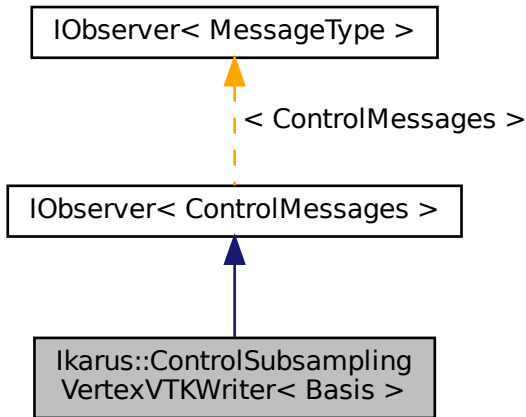 IObserver< MessageType >
< ControlMessages >
IObserver< ControlMessages >
Ikarus::ControlSubsampling
VertexVTKWriter< Basis >